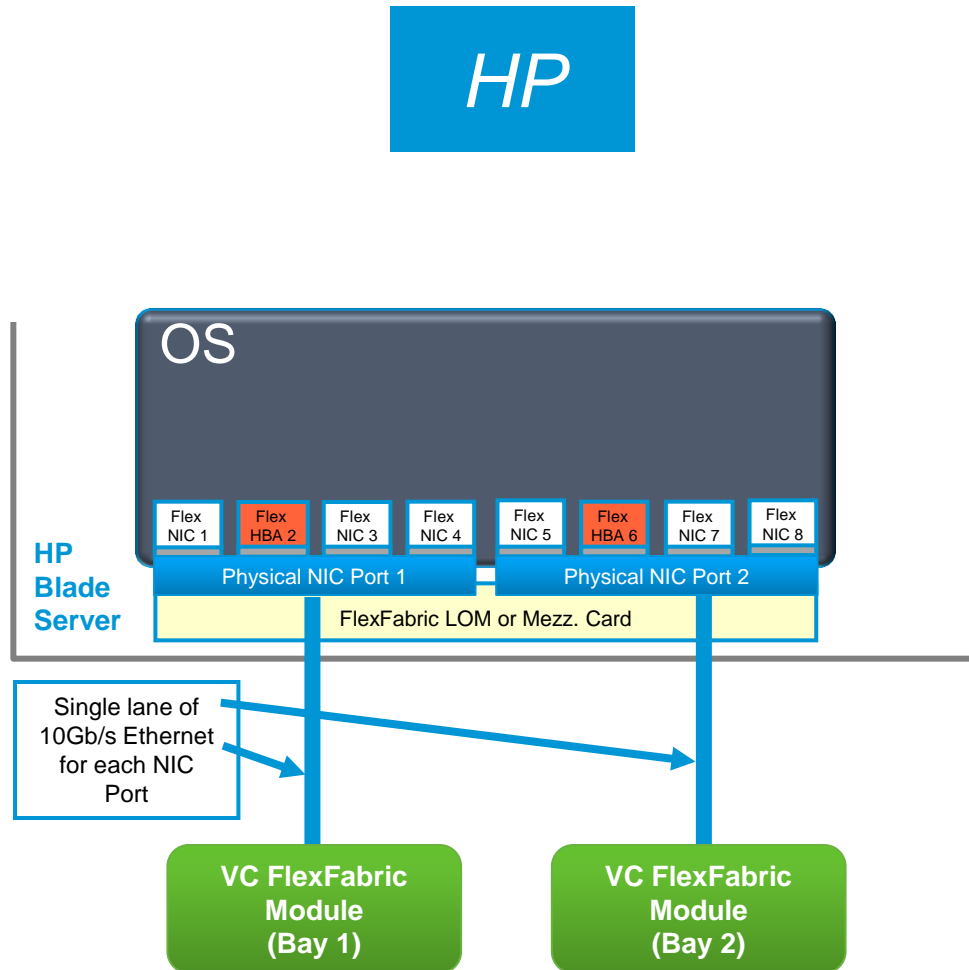 HP
OS
Flex
NIC 1
Flex
HBA 2
Flex
NIC 3
Flex
NIC 4
Flex
NIC 5
Flex
HBA 6
Flex
NIC 7
Flex
NIC 8
HP
Blade
Server
Physical NIC Port 1
Physical NIC Port 2
FlexFabric LOM or Mezz. Card
Single lane of
10Gb/s Ethernet
for each NIC
Port
VC FlexFabric
Module
(Bay 1)
VC FlexFabric
Module
(Bay 2)